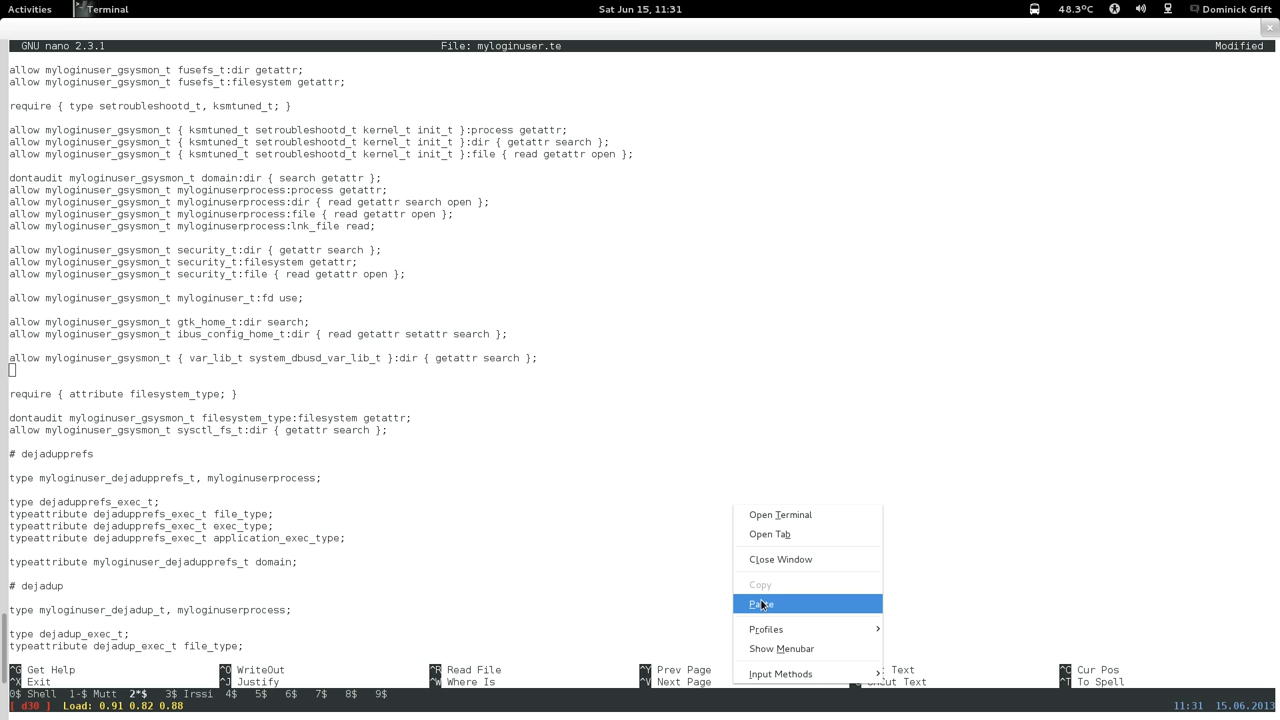 Activities Terminal Sat Jun 15, 11:31 48.3°C Dominick Grift
GNU nano 2.3.1 File: myloginuser.te Modified
allow myloginuser_gsysmon_t fusefs_t:dir getattr;
allow myloginuser_gsysmon_t fusefs_t:filesystem getattr;
require { type setroubleshootd_t, ksmtuned_t; }
allow myloginuser_gsysmon_t { ksmtuned_t setroubleshootd_t kernel_t init_t }:process getattr;
allow myloginuser_gsysmon_t { ksmtuned_t setroubleshootd_t kernel_t init_t }:dir { getattr search };
allow myloginuser_gsysmon_t { ksmtuned_t setroubleshootd_t kernel_t init_t }:file { read getattr open };
dontaudit myloginuser_gsysmon_t domain:dir { search getattr };
allow myloginuser_gsysmon_t myloginuserprocess:process getattr;
allow myloginuser_gsysmon_t myloginuserprocess:dir { read getattr search open };
allow myloginuser_gsysmon_t myloginuserprocess:file { read getattr open };
allow myloginuser_gsysmon_t myloginuserprocess:lnk_file read;
allow myloginuser_gsysmon_t security_t:dir { getattr search };
allow myloginuser_gsysmon_t security_t:filesystem getattr;
allow myloginuser_gsysmon_t security_t:file { read getattr open };
allow myloginuser_gsysmon_t myloginuser_t:fd use;
allow myloginuser_gsysmon_t gtk_home_t:dir search;
allow myloginuser_gsysmon_t ibus_config_home_t:dir { read getattr setattr search };
allow myloginuser_gsysmon_t { var_lib_t system_dbusd_var_lib_t }:dir { getattr search };
require { attribute filesystem_type; }
dontaudit myloginuser_gsysmon_t filesystem_type:filesystem getattr;
allow myloginuser_gsysmon_t sysctl_fs_t:dir { getattr search };
# dejadupprefs
type myloginuser_dejadupprefs_t, myloginuserprocess;
type dejadupprefs_exec_t;
typeattribute dejadupprefs_exec_t file_type;
typeattribute dejadupprefs_exec_t exec_type;
typeattribute dejadupprefs_exec_t application_exec_type;
typeattribute myloginuser_dejadupprefs_t domain;
# dejadup
type myloginuser_dejadup_t, myloginuserprocess;
type dejadup_exec_t;
typeattribute dejadup_exec_t file_type;
Open Terminal
Open Tab
Close Window
Copy
Paste
Profiles
Show Menubar
Input Methods
^G Get Help ^O WriteOut ^R Read File ^Y Prev Page Text ^C Cur Pos
^X Exit ^J Justify ^W Where Is ^V Next Page Text ^T To Spell
0$ Shell 1-$ Mutt 2*$ 3$ Irssi 4$ 5$ 6$ 7$ 8$ 9$
[ d30 ] Load: 0.91 0.82 0.88 11:31 15.06.2013